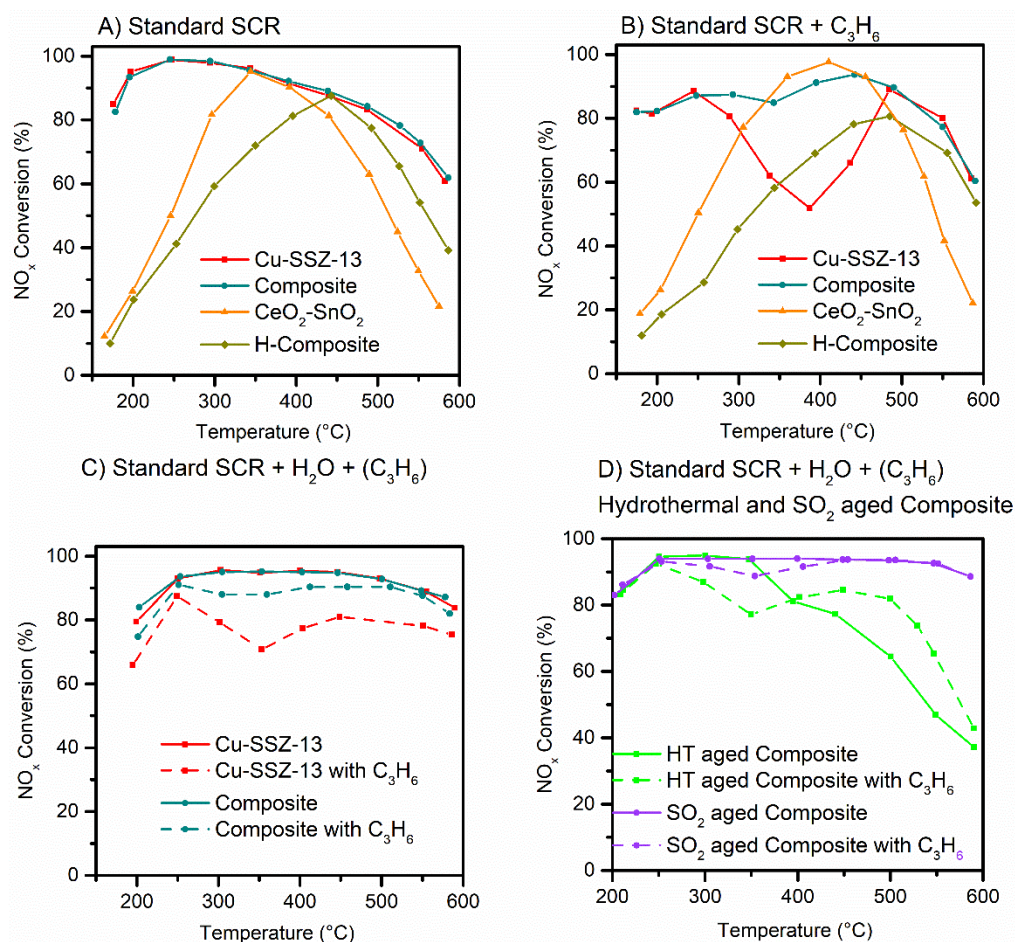 A) Standard SCR
NOₓ Conversion (%)
100
80
60
40
20
0
Cu-SSZ-13
Composite
CeO₂-SnO₂
H-Composite
200 300 400 500 600
Temperature (°C)
B) Standard SCR + C₃H₆
NOₓ Conversion (%)
100
80
60
40
20
0
Cu-SSZ-13
Composite
CeO₂-SnO₂
H-Composite
200 300 400 500 600
Temperature (°C)
C) Standard SCR + H₂O + (C₃H₆)
NOₓ Conversion (%)
100
80
60
40
20
0
Cu-SSZ-13
Cu-SSZ-13 with C₃H₆
Composite
Composite with C₃H₆
200 300 400 500 600
Temperature (°C)
D) Standard SCR + H₂O + (C₃H₆)
Hydrothermal and SO₂ aged Composite
NOₓ Conversion (%)
100
80
60
40
20
0
HT aged Composite
HT aged Composite with C₃H₆
SO₂ aged Composite
SO₂ aged Composite with C₃H₆
200 300 400 500 600
Temperature (°C)